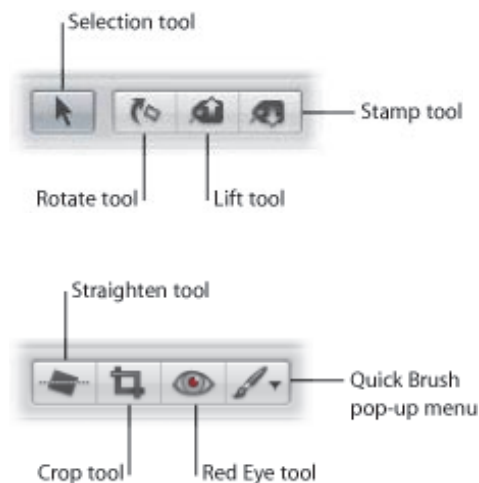 Selection tool
Stamp tool
Rotate tool
Lift tool
Straighten tool
Quick Brush
pop-up menu
Crop tool
Red Eye tool